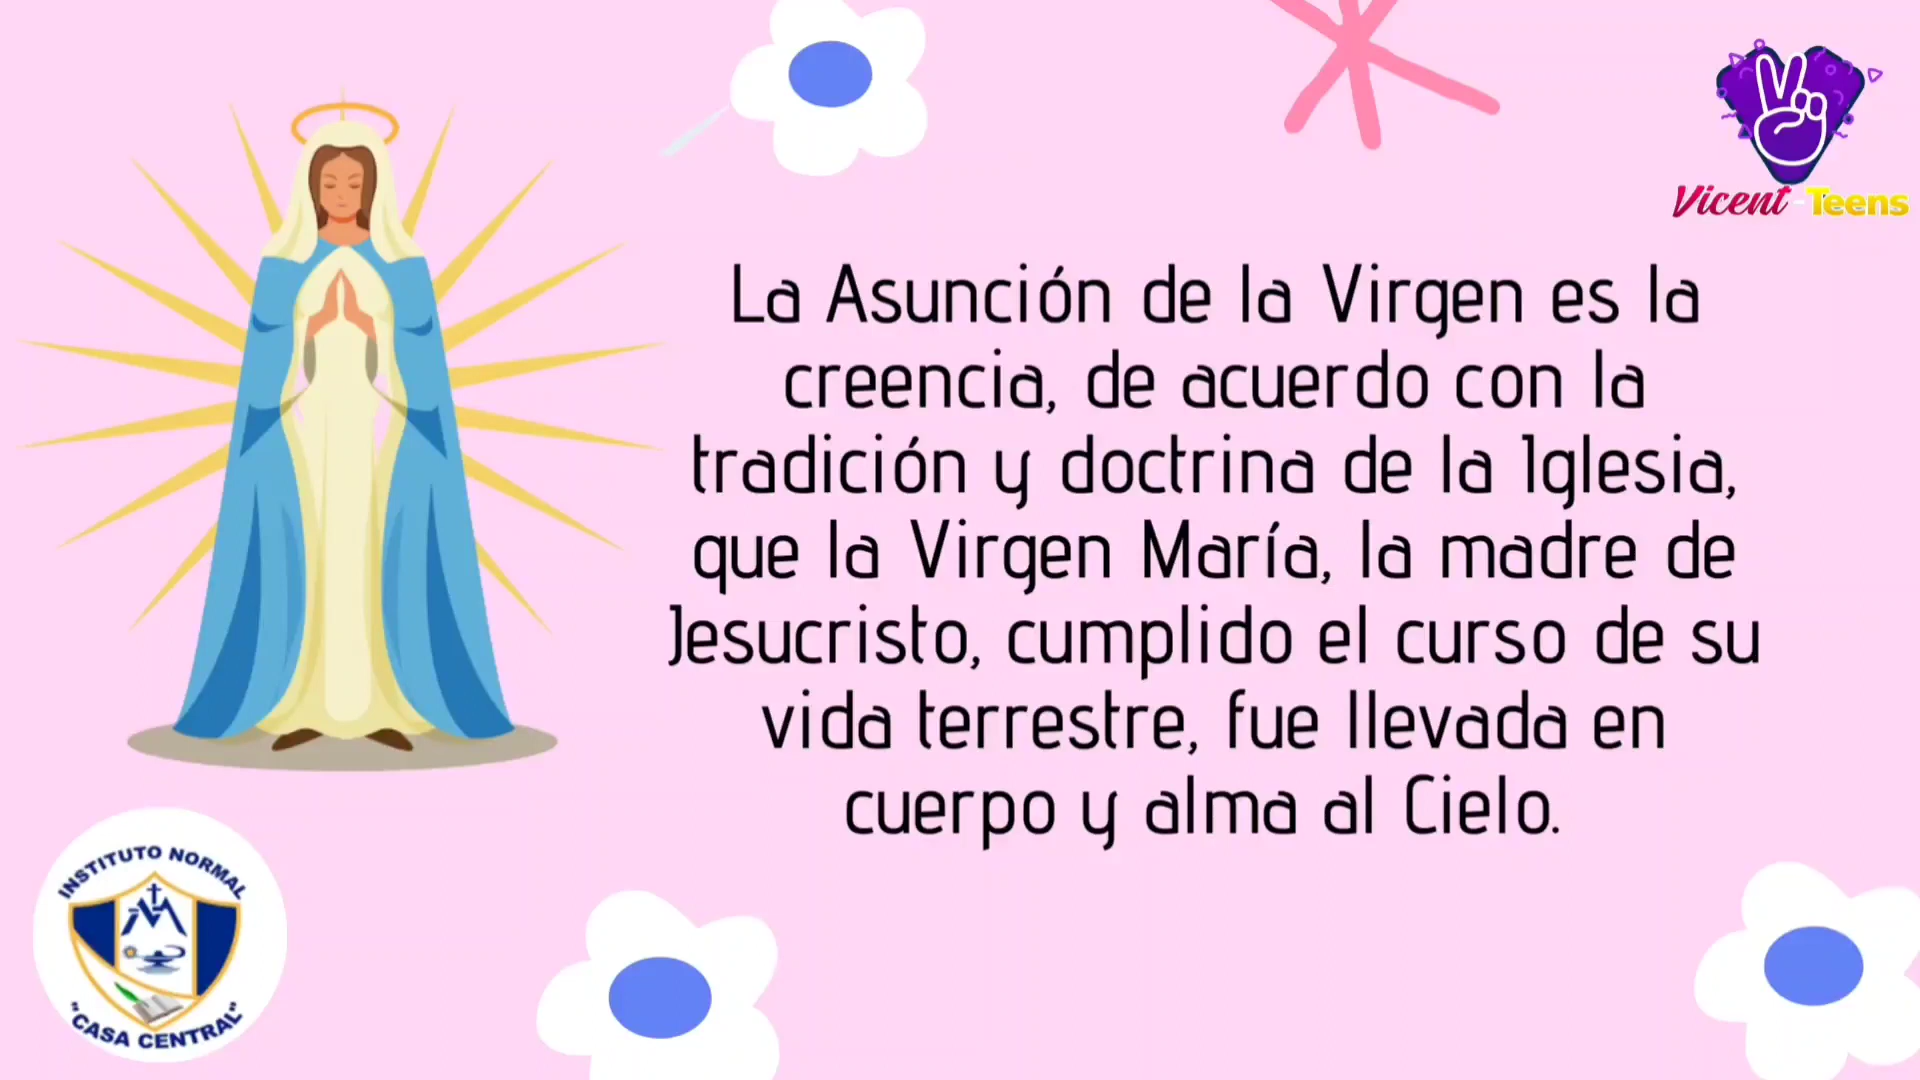 Vicent-Teens
La Asunción de la Virgen es la
creencia, de acuerdo con la
tradición y doctrina de la Iglesia,
que la Virgen María, la madre de
Jesucristo, cumplido el curso de su
vida terrestre, fue llevada en
cuerpo y alma al Cielo.
INSTITUTO NORMAL
"CASA CENTRAL"